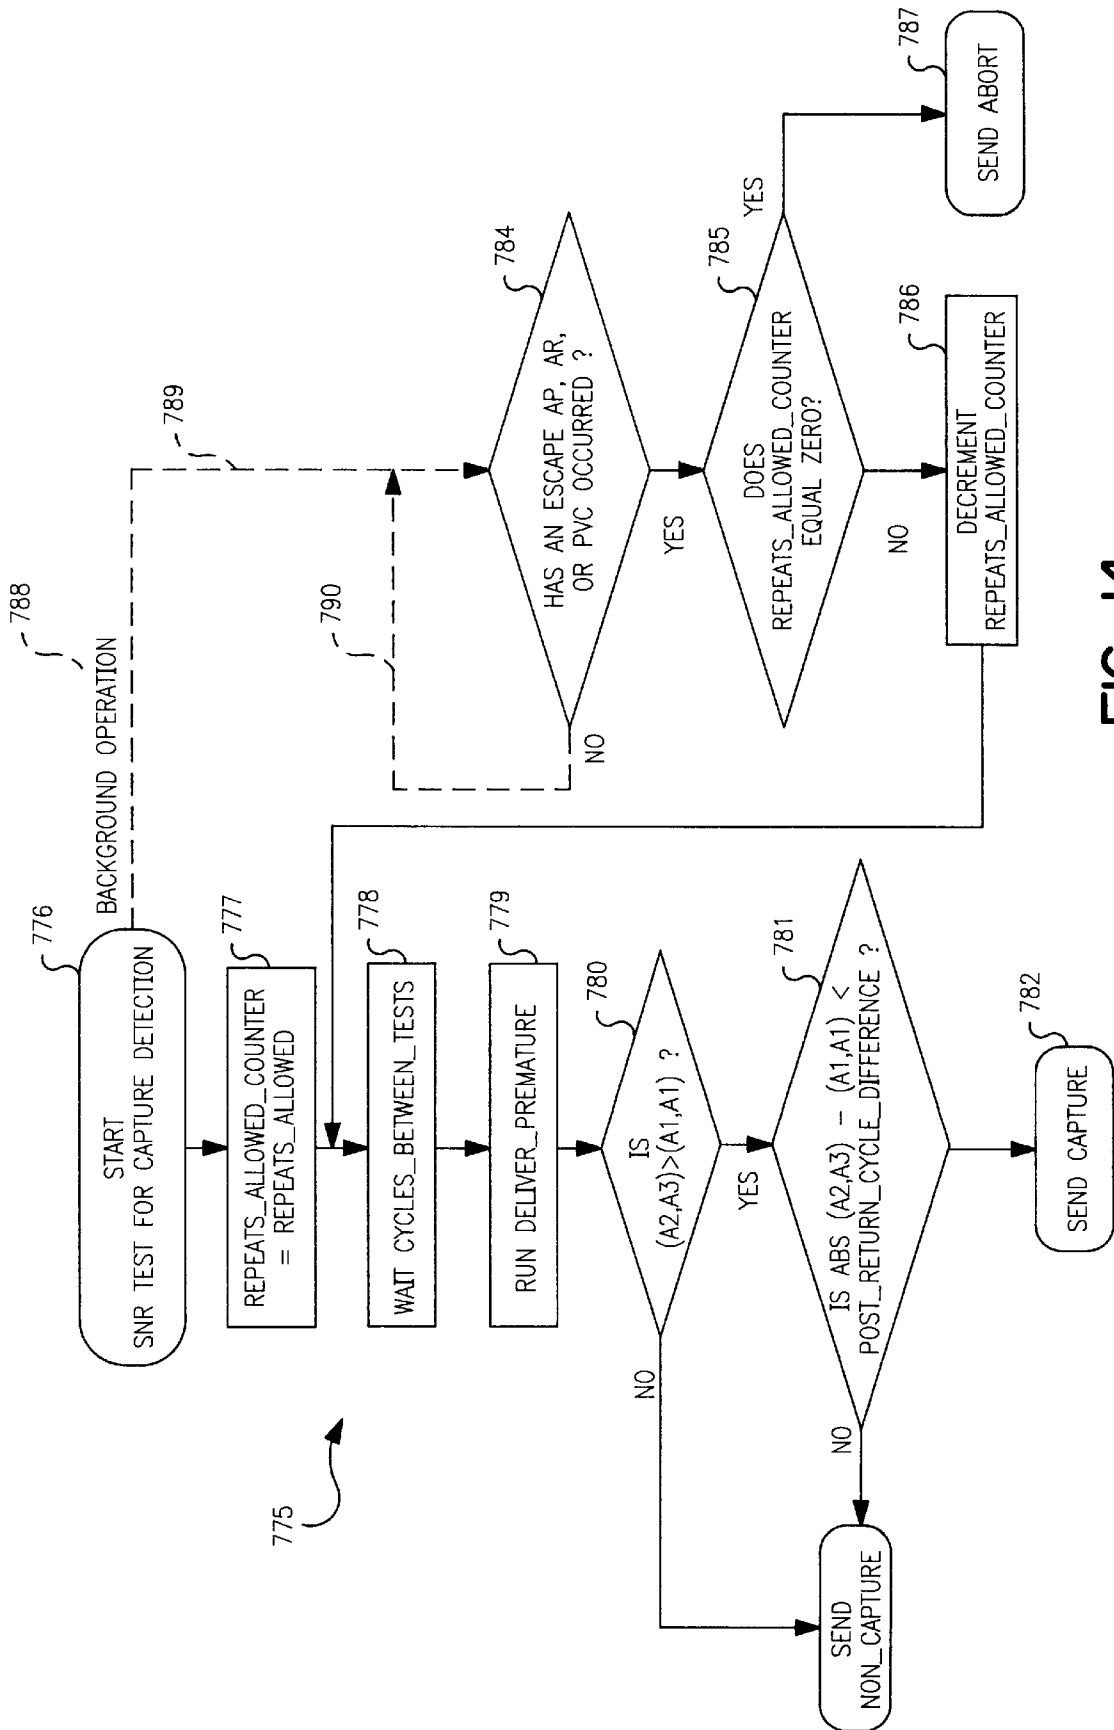 776
START
SNR TEST FOR CAPTURE DETECTION
BACKGROUND OPERATION
788
789
777
REPEATS_ALLOWED_COUNTER
= REPEATS_ALLOWED
778
WAIT CYCLES_BETWEEN_TESTS
779
RUN DELIVER_PREMATURE
780
IS
(A2,A3)>(A1,A1) ?
NO
YES
781
IS ABS (A2,A3) – (A1,A1) <
POST_RETURN_CYCLE_DIFFERENCE ?
NO
SEND
NON_CAPTURE
782
SEND CAPTURE
775
790
784
HAS AN ESCAPE AP, AR,
OR PVC OCCURRED ?
NO
YES
785
DOES
REPEATS_ALLOWED_COUNTER
EQUAL ZERO?
YES
NO
786
DECREMENT
REPEATS_ALLOWED_COUNTER
787
SEND ABORT